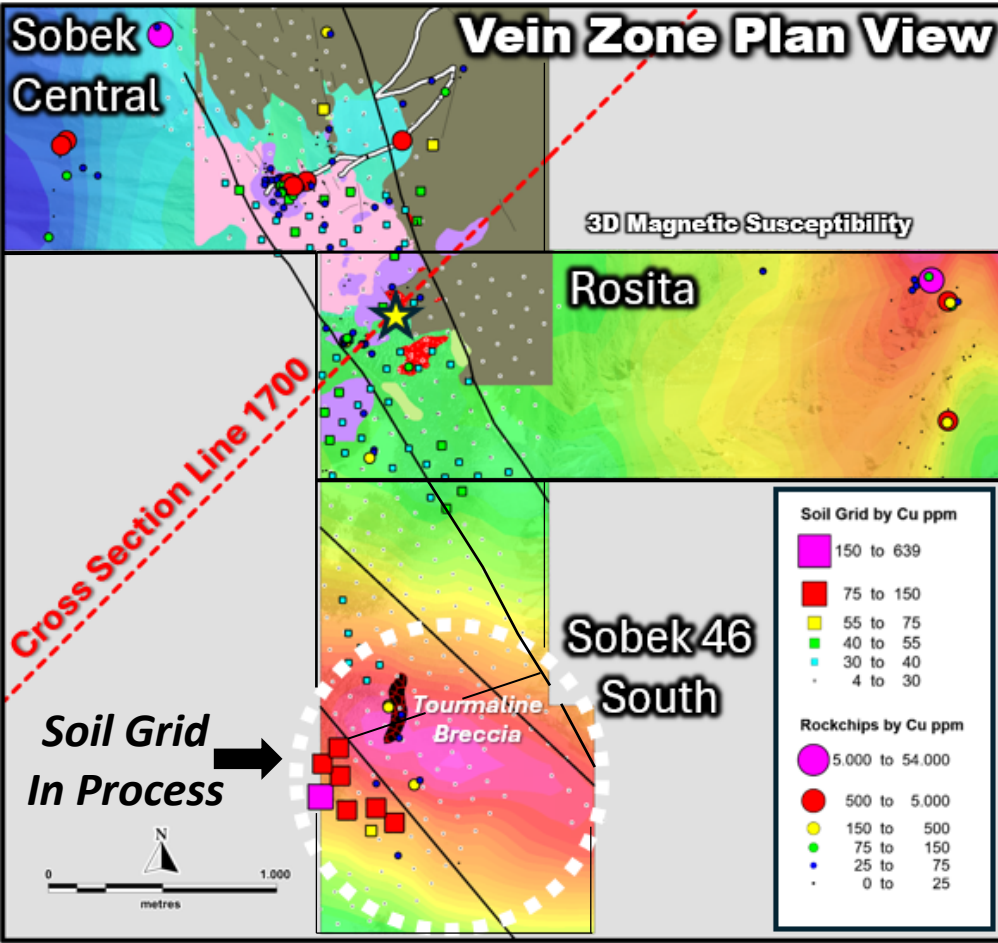 Sobek
Central
Vein Zone Plan View
3D Magnetic Susceptibility
Rosita
Cross Section Line 1700
Sobek 46
South
Tourmaline
Breccia
Soil Grid
In Process
N
0 1.000
metres
Soil Grid by Cu ppm
150 to 639
75 to 150
55 to 75
40 to 55
30 to 40
4 to 30
Rockchips by Cu ppm
5.000 to 54.000
500 to 5.000
150 to 500
75 to 150
25 to 75
0 to 25